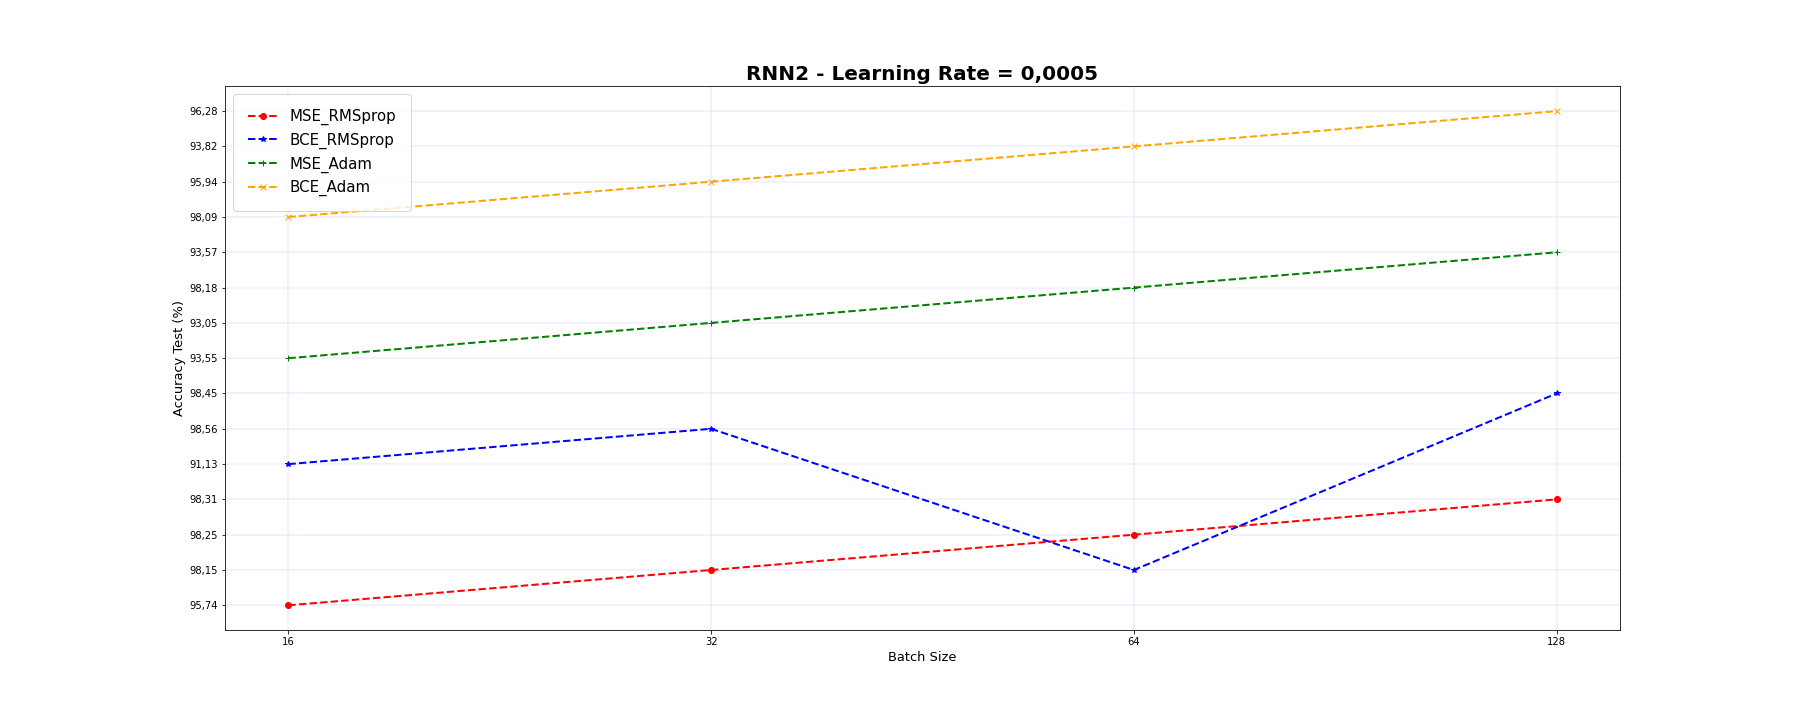 RNN2 - Learning Rate = 0,0005
MSE_RMSprop
BCE_RMSprop
MSE_Adam
BCE_Adam
Accuracy Test (%)
96,28
93,82
95,94
98,09
93,57
98,18
93,05
93,55
98,45
98,56
91,13
98,31
98,25
98,15
95,74
16 32 64 128
Batch Size